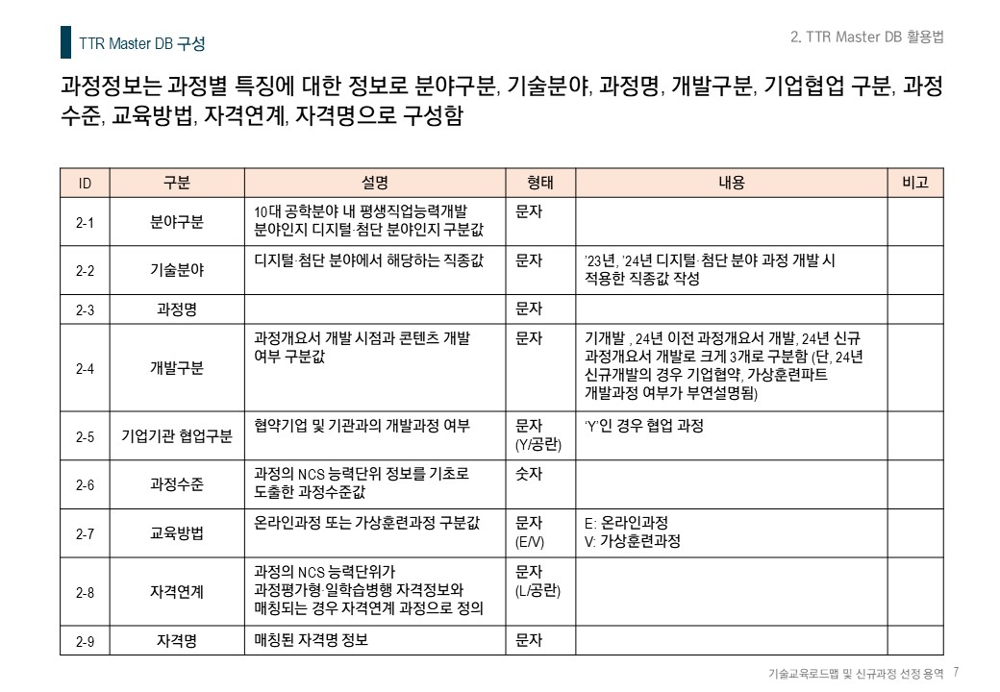 TTR Master DB 구성
2. TTR Master DB 활용법
과정정보는 과정별 특징에 대한 정보로 분야구분, 기술분야, 과정명, 개발구분, 기업협업 구분, 과정
수준, 교육방법, 자격연계, 자격명으로 구성함
ID 구분 설명 형태 내용 비고
2-1 분야구분 10대 공학분야 내 평생직업능력개발 문자
분야인지 디지털·첨단 분야인지 구분값
2-2 기술분야 디지털·첨단 분야에서 해당하는 직종값 문자 ’23년, ’24년 디지털·첨단 분야 과정 개발 시
적용한 직종값 작성
2-3 과정명 문자
2-4 개발구분 과정개요서 개발 시점과 콘텐츠 개발 문자 기개발 , 24년 이전 과정개요서 개발, 24년 신규
여부 구분값 과정개요서 개발로 크게 3개로 구분함 (단, 24년
신규개발의 경우 기업협약, 가상훈련파트
개발과정 여부가 부연설명됨)
2-5 기업기관 협업구분 협약기업 및 기관과의 개발과정 여부 문자 ‘Y’인 경우 협업 과정
(Y/공란)
2-6 과정수준 과정의 NCS 능력단위 정보를 기초로 숫자
도출한 과정수준값
2-7 교육방법 온라인과정 또는 가상훈련과정 구분값 문자 E: 온라인과정
(E/V) V: 가상훈련과정
2-8 자격연계 과정의 NCS 능력단위가 문자
과정평가형·일학습병행 자격정보와 (L/공란)
매칭되는 경우 자격연계 과정으로 정의
2-9 자격명 매칭된 자격명 정보 문자
기술교육로드맵 및 신규과정 선정 용역 7